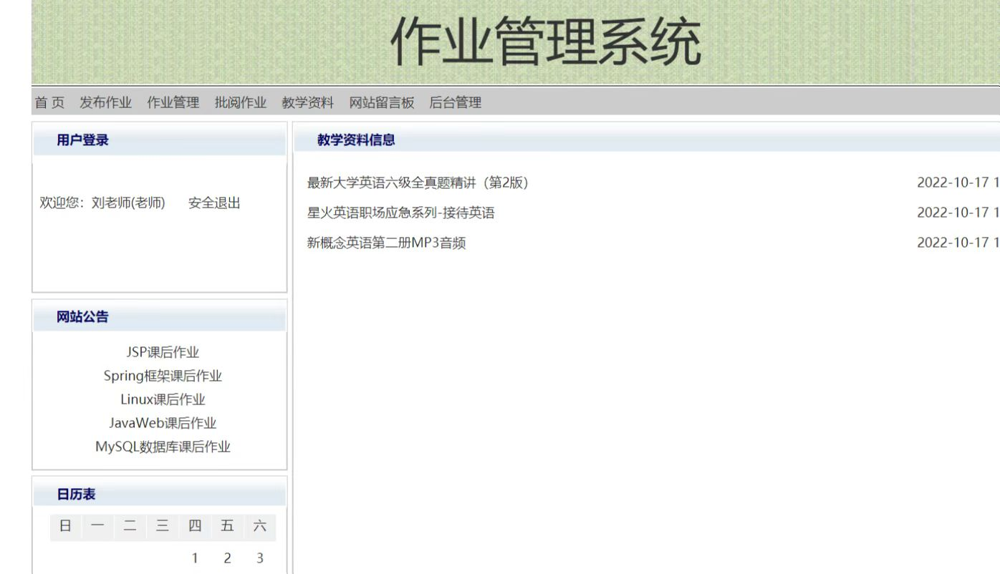 作业管理系统
首 页 发布作业 作业管理 批阅作业 教学资料 网站留言板 后台管理
用户登录
欢迎您：刘老师(老师) 安全退出
网站公告
JSP课后作业
Spring框架课后作业
Linux课后作业
JavaWeb课后作业
MySQL数据库课后作业
日历表
日 一 二 三 四 五 六
1 2 3
教学资料信息
最新大学英语六级全真题精讲（第2版） 2022-10-17 1
星火英语职场应急系列-接待英语 2022-10-17 1
新概念英语第二册MP3音频 2022-10-17 1